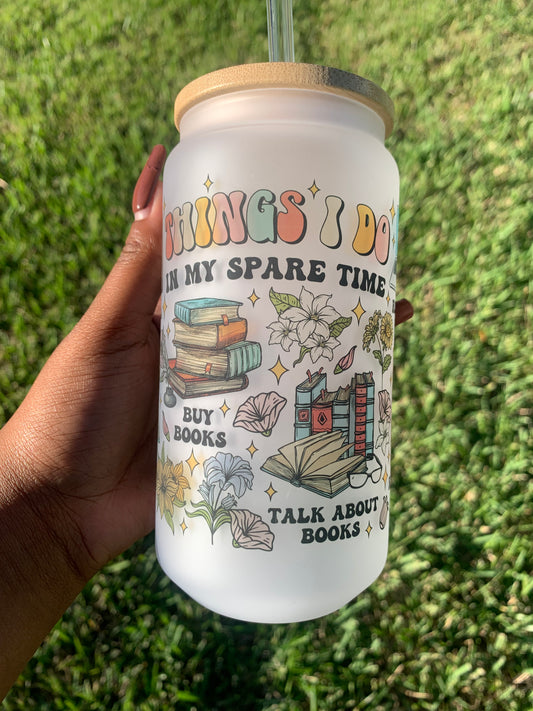 THINGS I DO
IN MY SPARE TIME
BUY
BOOKS
TALK ABOUT
BOOKS